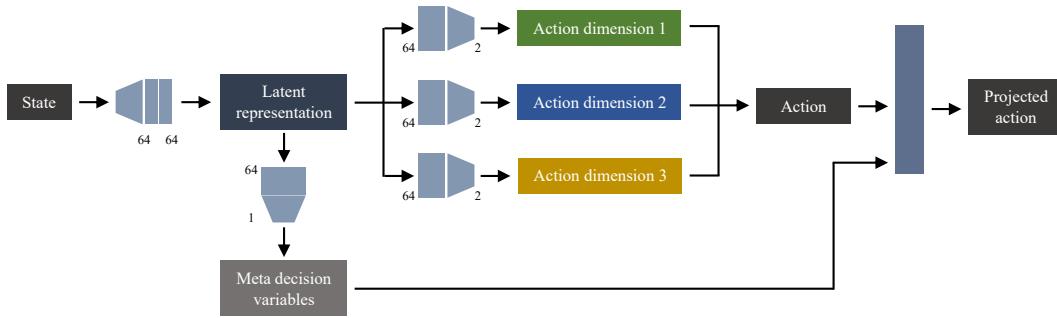 State
64 64
Latent
representation
64
1
Meta decision
variables
64
2
Action dimension 1
64
2
Action dimension 2
64
2
Action dimension 3
Action
Projected
action